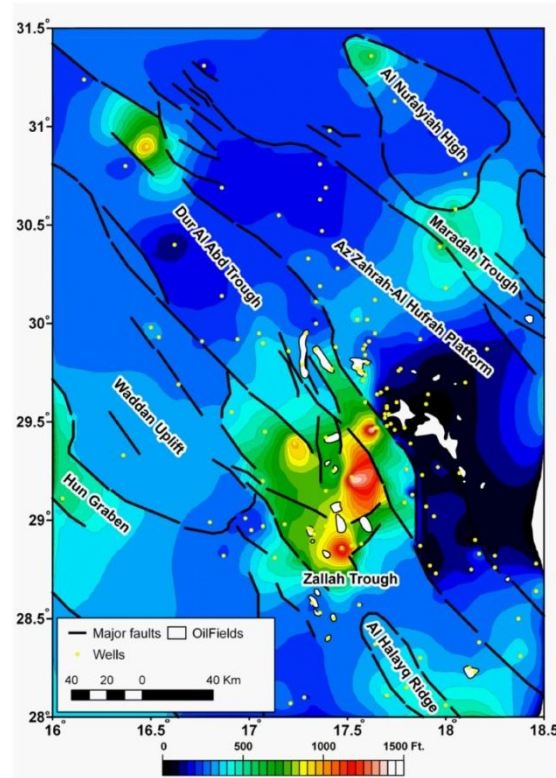 31.5°
Al Nufalyiah High
31°
30.5°
Dur Al Abd Trough
Maradah Trough
Az Zahrah-Al Hufrah Platform
30°
Waddan Uplift
29.5°
Hun Graben
29°
Zallah Trough
28.5°
Al Halayq Ridge
Major faults OilFields
Wells
40 20 0 40 Km
28°
16° 16.5° 17° 17.5° 18° 18.5°
0 500 1000 1500 Ft.